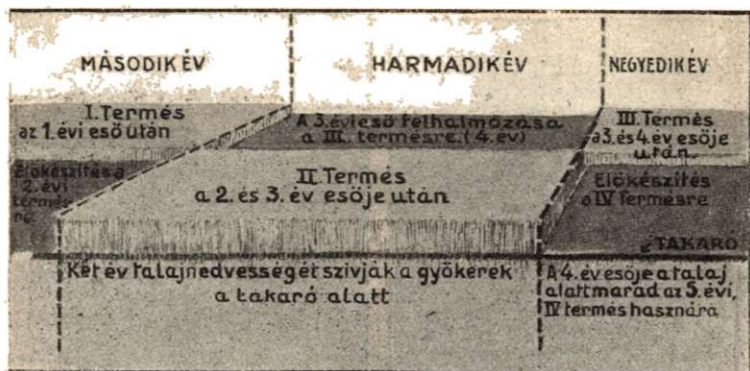 MÁSODIK ÉV
HARMADIK ÉV
NEGYEDIK ÉV
I. Termés
az 1. évi eső után
A 3. évi eső felhalmozása
a III. termésre. (4. év)
III. Termés
a 3. és 4. év esője
után.
Előkészítés a
2. évi
termés
re
II. Termés
a 2. és 3. év esője után
Előkészítés
a IV Termésre
TAKARÓ
Két év talajnedvességét szívják a gyökerek
a takaró alatt
A 4. év esője a talaj
alatt marad az 5. évi,
IV termés hasznára